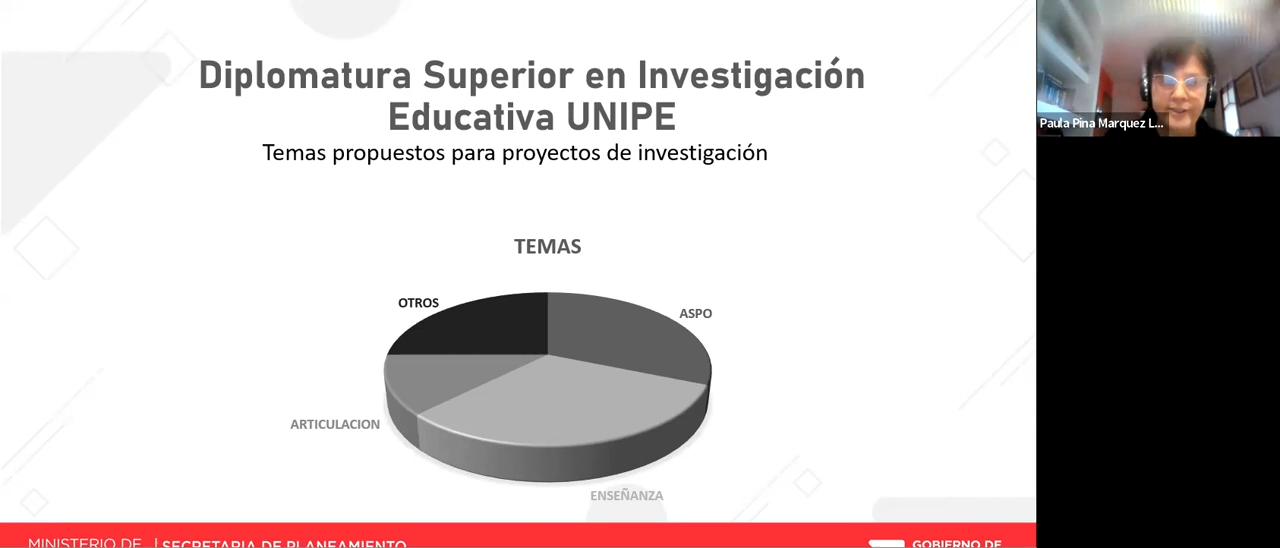 Diplomatura Superior en Investigación
Educativa UNIPE
Temas propuestos para proyectos de investigación
TEMAS
OTROS
ASPO
ARTICULACION
ENSEÑANZA
MINISTERIO DE | SECRETARIA DE PLANEAMIENTO
GOBIERNO DE
Paula Pina Marquez L...